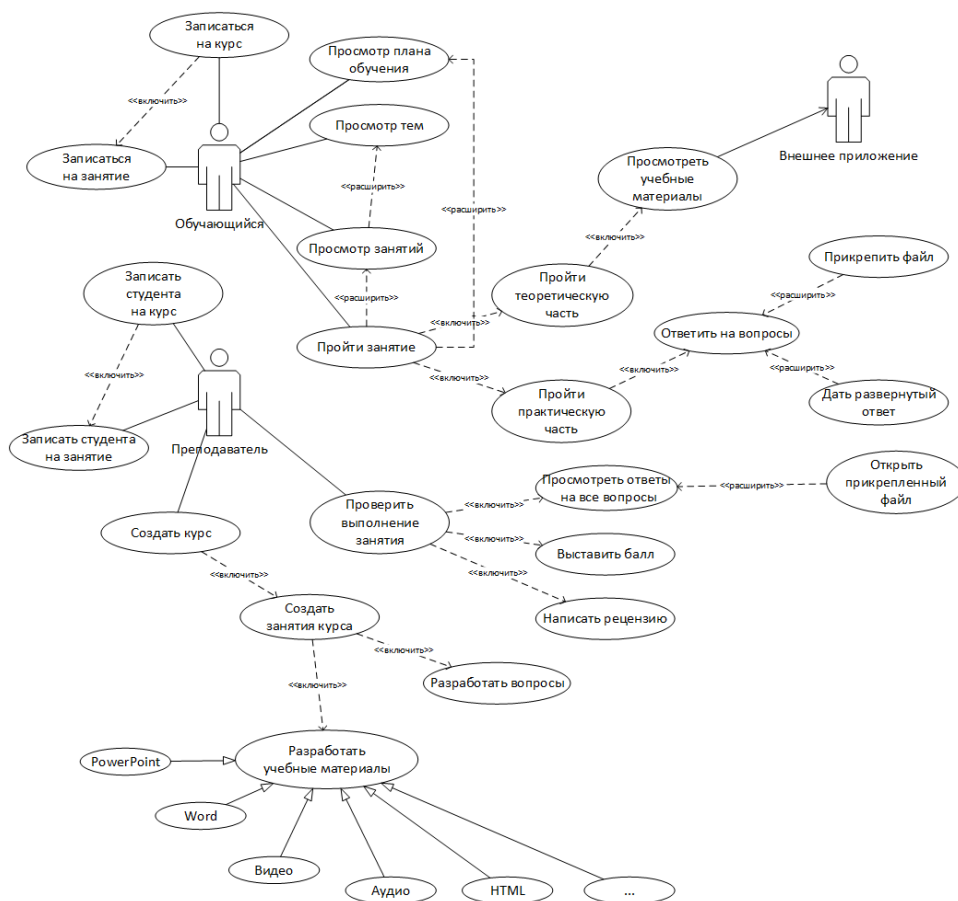 Записаться
на курс
Просмотр плана
обучения
<<включить>>
Просмотр тем
Записаться
на занятие
Обучающийся
Внешнее приложение
Просмотреть
учебные
материалы
<<расширить>>
<<расширить>>
<<включить>>
Просмотр занятий
Записать
студента
на курс
<<расширить>>
Пройти
теоретическую
часть
Прикрепить файл
<<расширить>>
<<включить>>
Пройти занятие
Ответить на вопросы
<<включить>>
<<включить>>
<<включить>>
<<расширить>>
Пройти
практическую
часть
Дать развернутый
ответ
Записать студента
на занятие
Преподаватель
Просмотреть ответы
на все вопросы
<<расширить>>
Открыть
прикрепленный
файл
<<включить>>
Проверить
выполнение
занятия
Создать курс
<<включить>>
Выставить балл
<<включить>>
<<включить>>
Создать
занятия курса
Написать рецензию
<<включить>>
<<включить>>
Разработать вопросы
Разработать
учебные материалы
PowerPoint
Word
Видео
Аудио
HTML
...